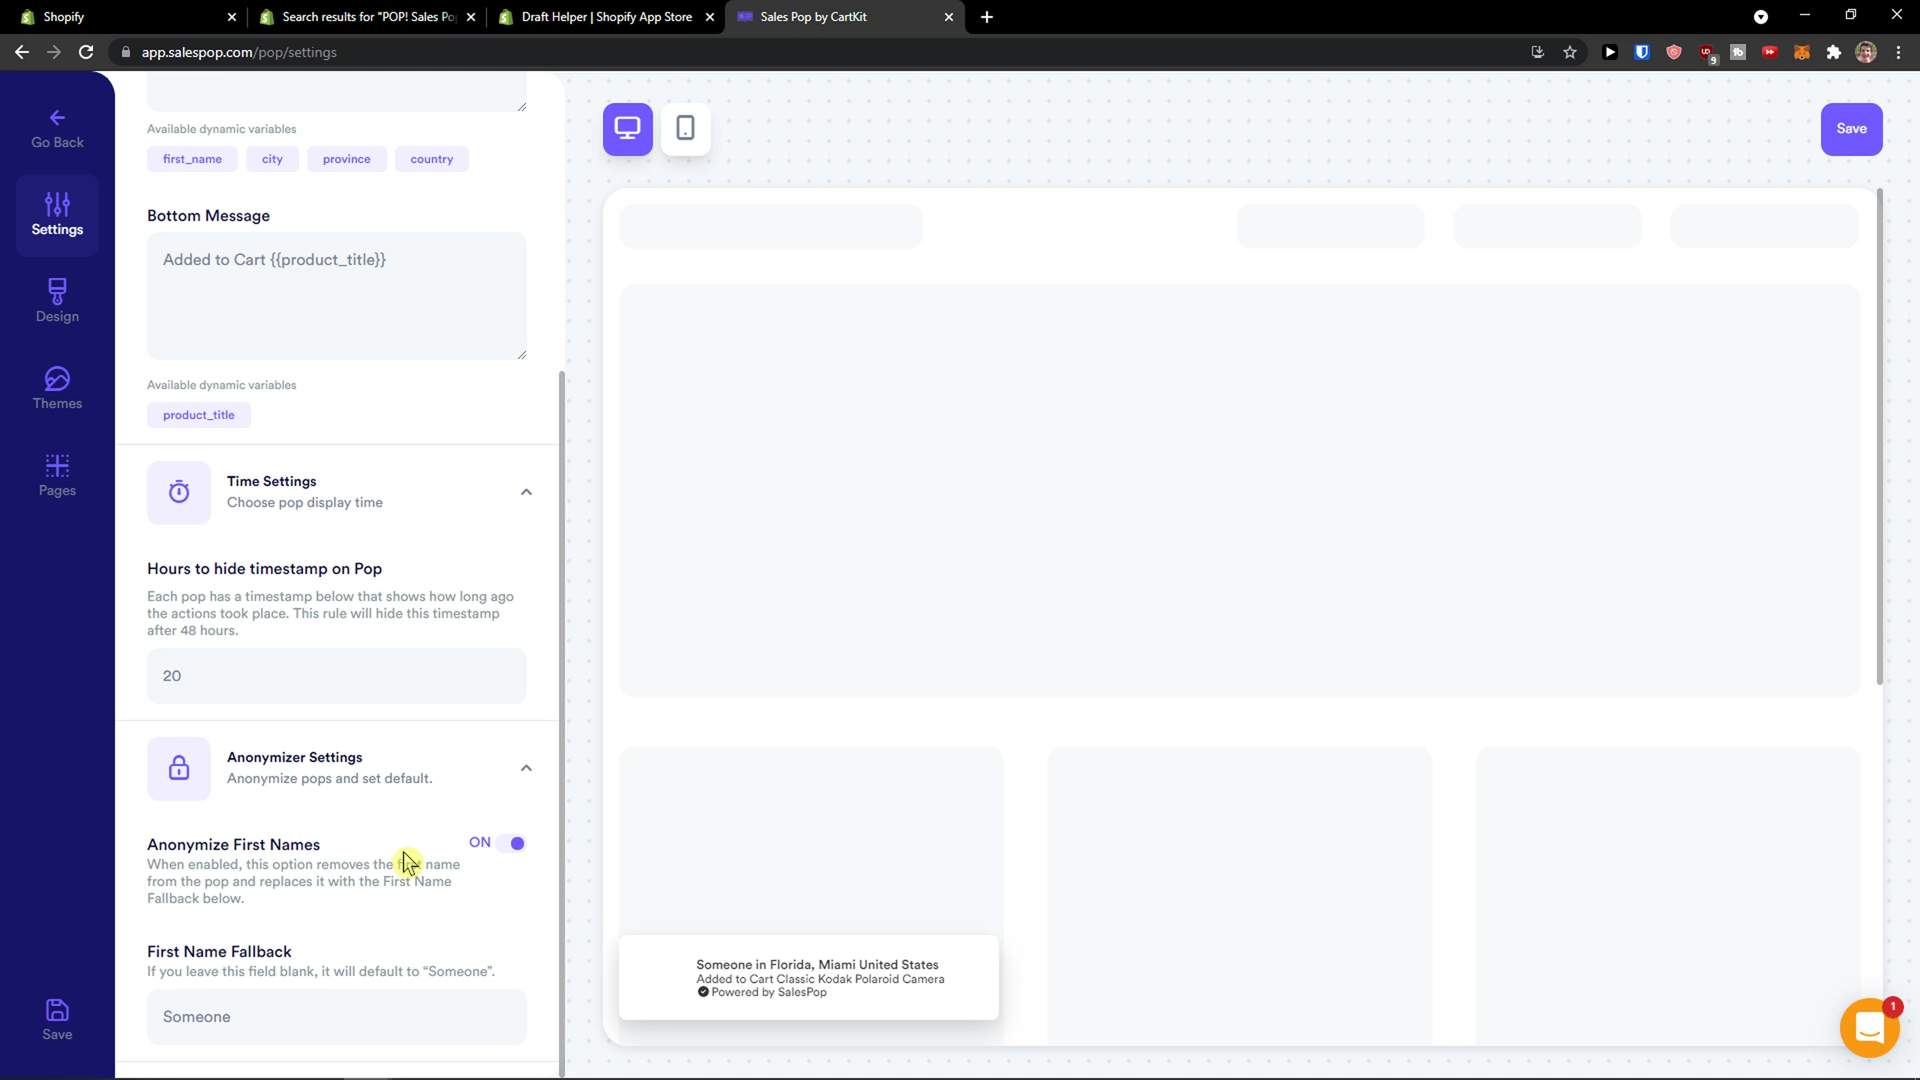 Shopify
Search results for "POP! Sales Po
Draft Helper | Shopify App Store
Sales Pop by CartKit
app.salespop.com/pop/settings
9
Go Back
Settings
Design
Themes
Pages
Save
Available dynamic variables
first_name
city
province
country
Bottom Message
Added to Cart {{product_title}}
Available dynamic variables
product_title
Time Settings
Choose pop display time
Hours to hide timestamp on Pop
Each pop has a timestamp below that shows how long ago
the actions took place. This rule will hide this timestamp
after 48 hours.
20
Anonymizer Settings
Anonymize pops and set default.
Anonymize First Names
ON
When enabled, this option removes the first name
from the pop and replaces it with the First Name
Fallback below.
First Name Fallback
If you leave this field blank, it will default to “Someone”.
Someone
Save
Someone in Florida, Miami United States
Added to Cart Classic Kodak Polaroid Camera
Powered by SalesPop
1